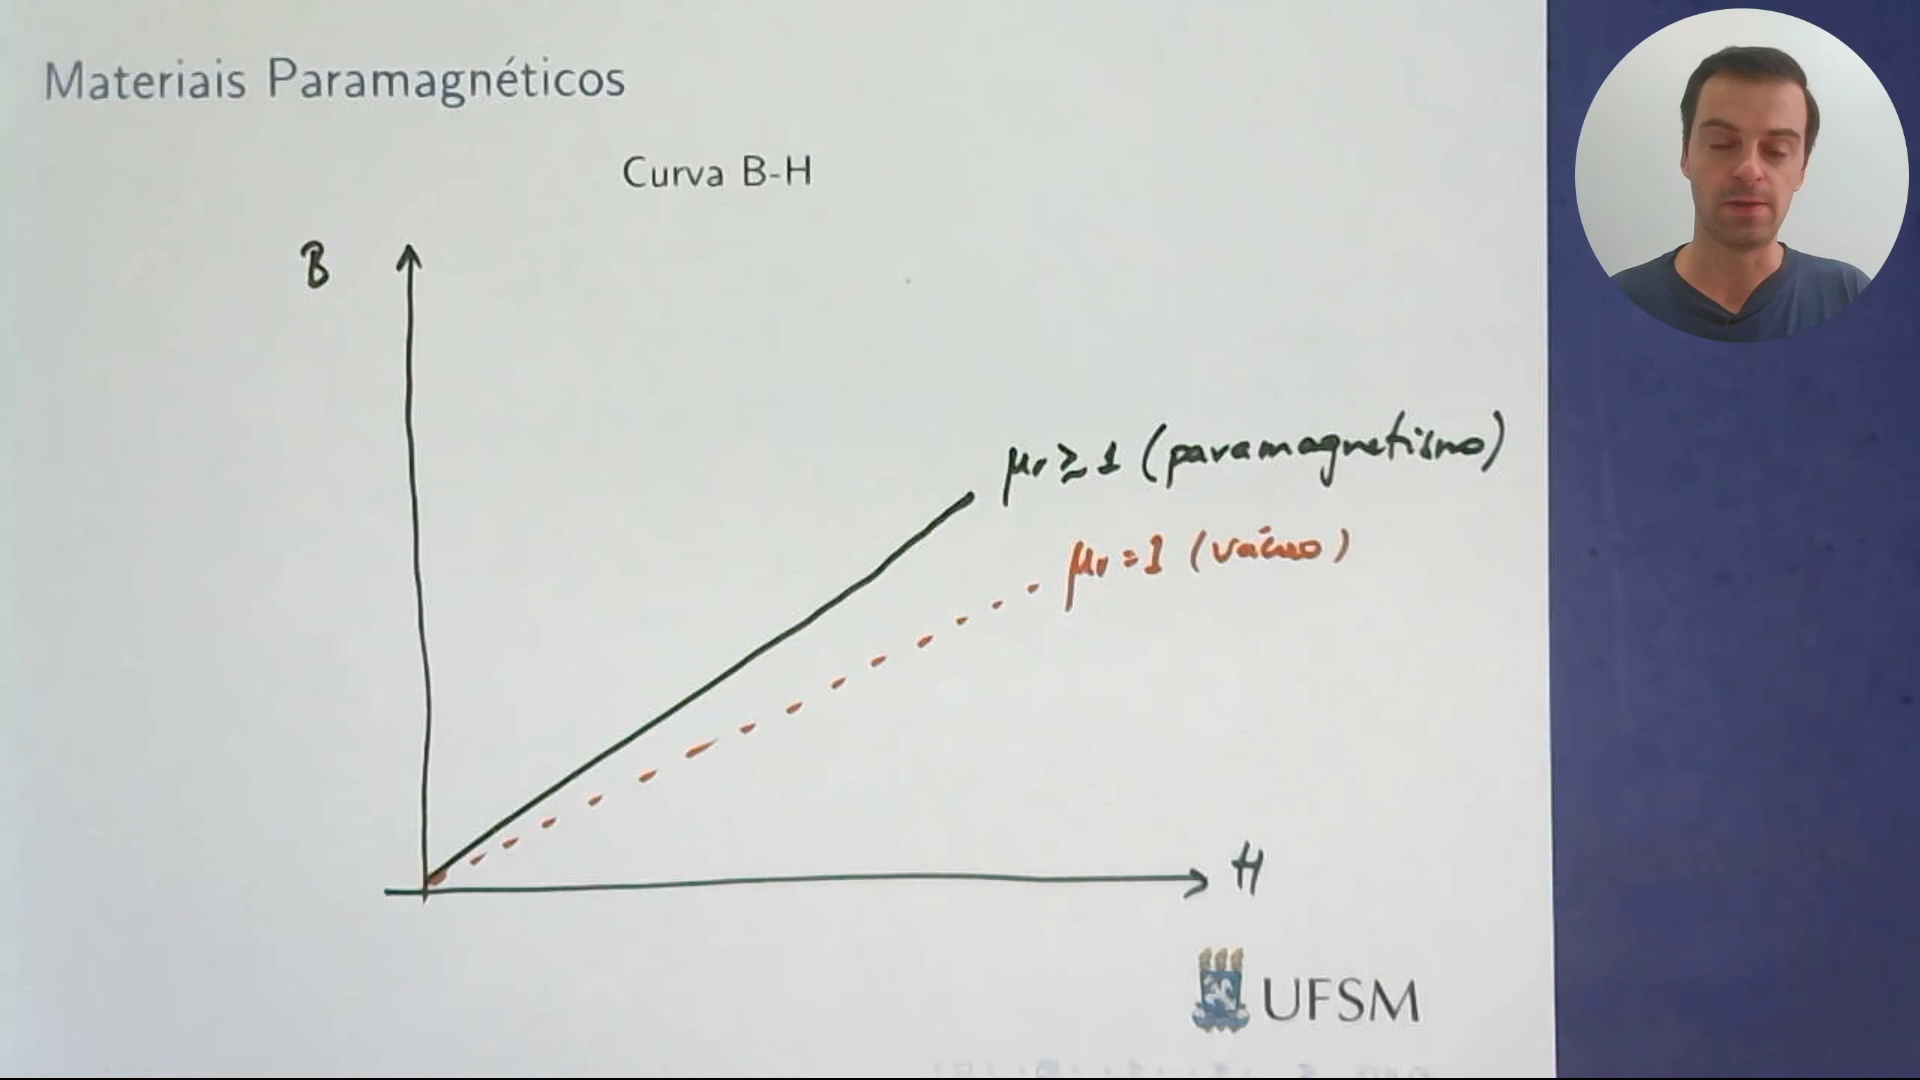 Materiais Paramagnéticos
Curva B-H
B
μr ≥ 1 (paramagnetismo)
μr = 1 (vácuo)
H
UFSM